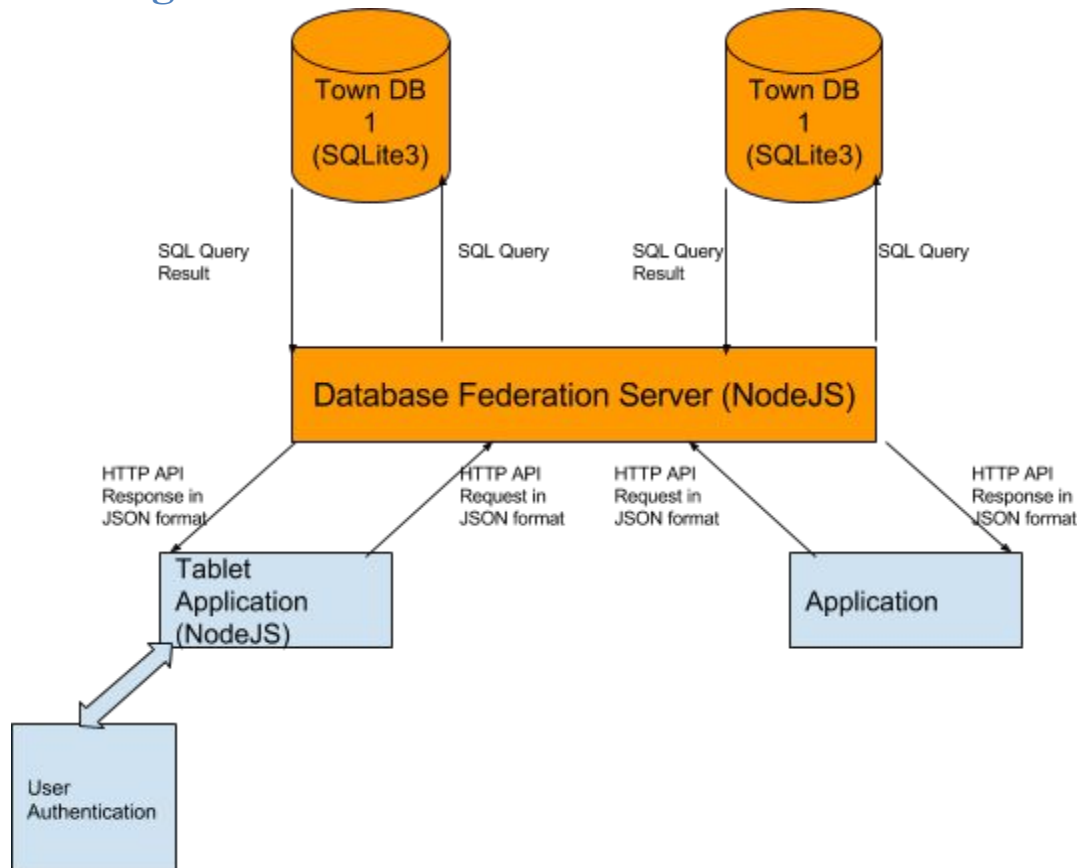 Town DB
1
(SQLite3)
Town DB
1
(SQLite3)
SQL Query
Result
SQL Query
SQL Query
Result
SQL Query
Database Federation Server (NodeJS)
HTTP API
Response in
JSON format
HTTP API
Request in
JSON format
HTTP API
Request in
JSON format
HTTP API
Response in
JSON format
Tablet
Application
(NodeJS)
Application
User
Authentication